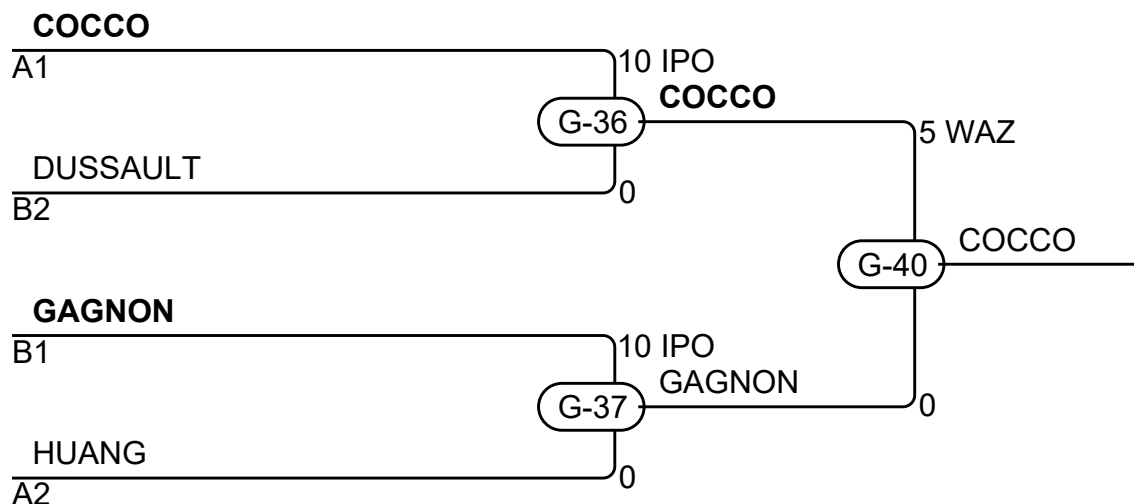 COCCO
A1
10 IPO
COCCO
G-36
5 WAZ
DUSSAULT
B2
0
COCCO
G-40
GAGNON
B1
10 IPO
GAGNON
G-37
0
HUANG
A2
0